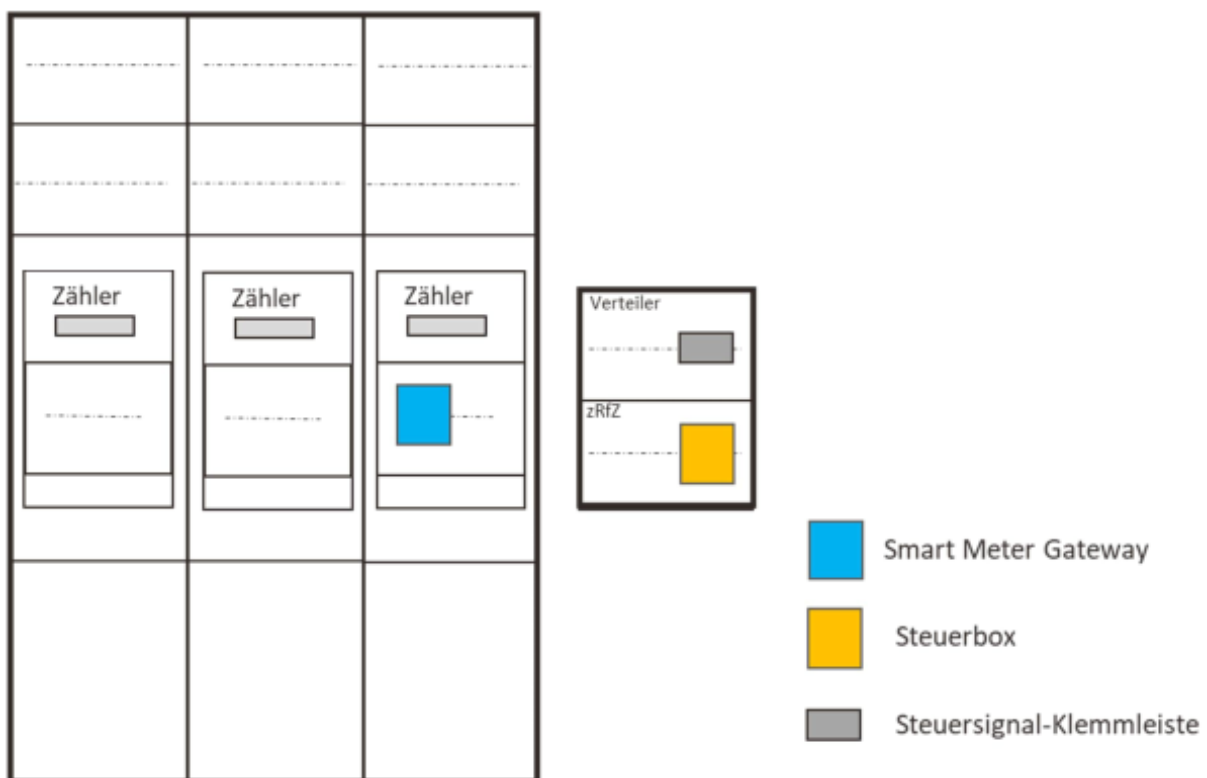 Zähler
Zähler
Zähler
Verteiler
zRfZ
Smart Meter Gateway
Steuerbox
Steuersignal-Klemmleiste